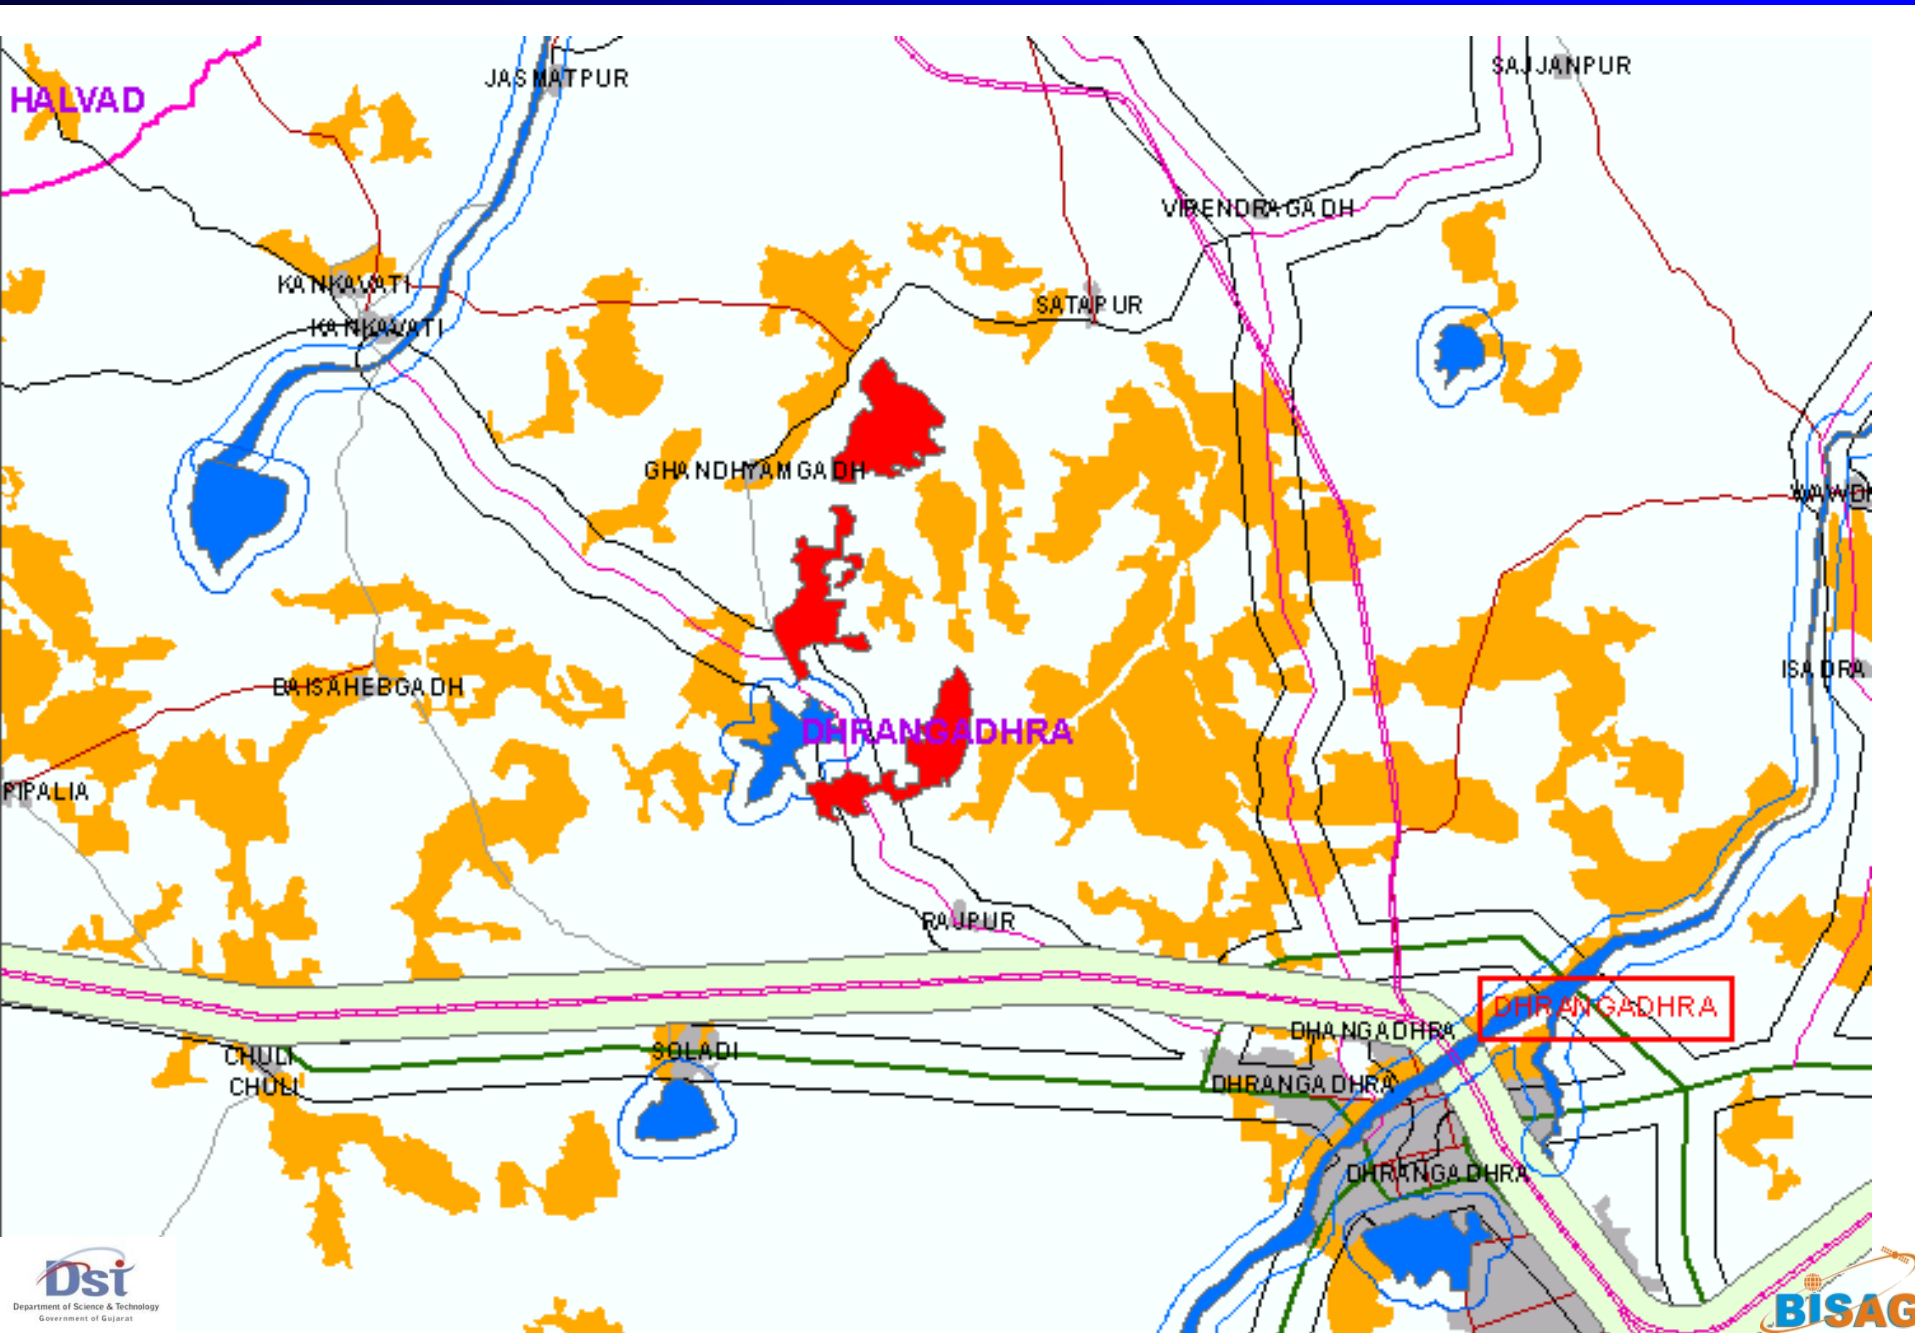 JASMATPUR
SAJJANPUR
HALVAD
VIRENDRAGADH
KANKAVATI
SATAPUR
KANKAVATI
GHANDHYAMGADH
ISADRA
BAISAHEBGADH
DHRANGADHRA
PIPALIA
RAJPUR
DHRANGADHRA
DHANGADHRA
SOLADI
CHULI
CHULI
DHRANGADHRA
DHRANGADHRA
Dst
Department of Science & Technology
Government of Gujarat
BISAG